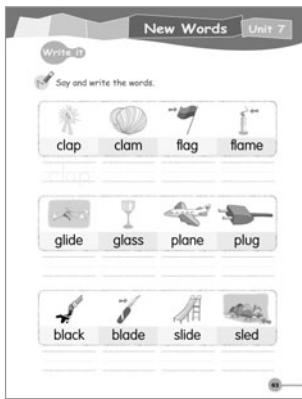 New Words Unit 7
Write it
Say and write the words.
clap clam flag flame
clap
glide glass plane plug
black blade slide sled
63